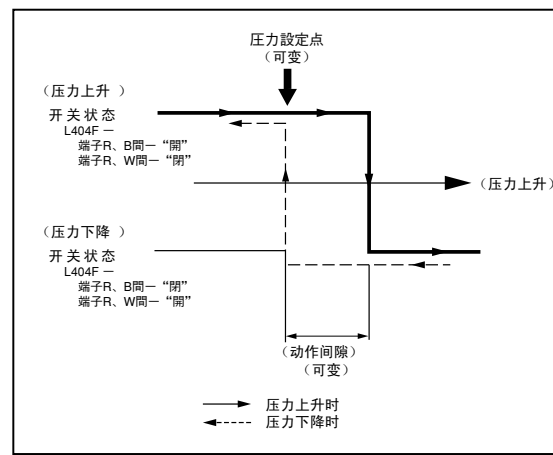 压力設定点
（可变）
（压力上升 ）
开 关 状 态
L404F －
端子R、B間－ “開”
端子R、W間－ “閉”
（压力上升）
（压力下降）
开 关 状 态
L404F －
端子R、B間－ “閉”
端子R、W間－ “開”
（动作间隙）
（可变）
压力上升时
压力下降时